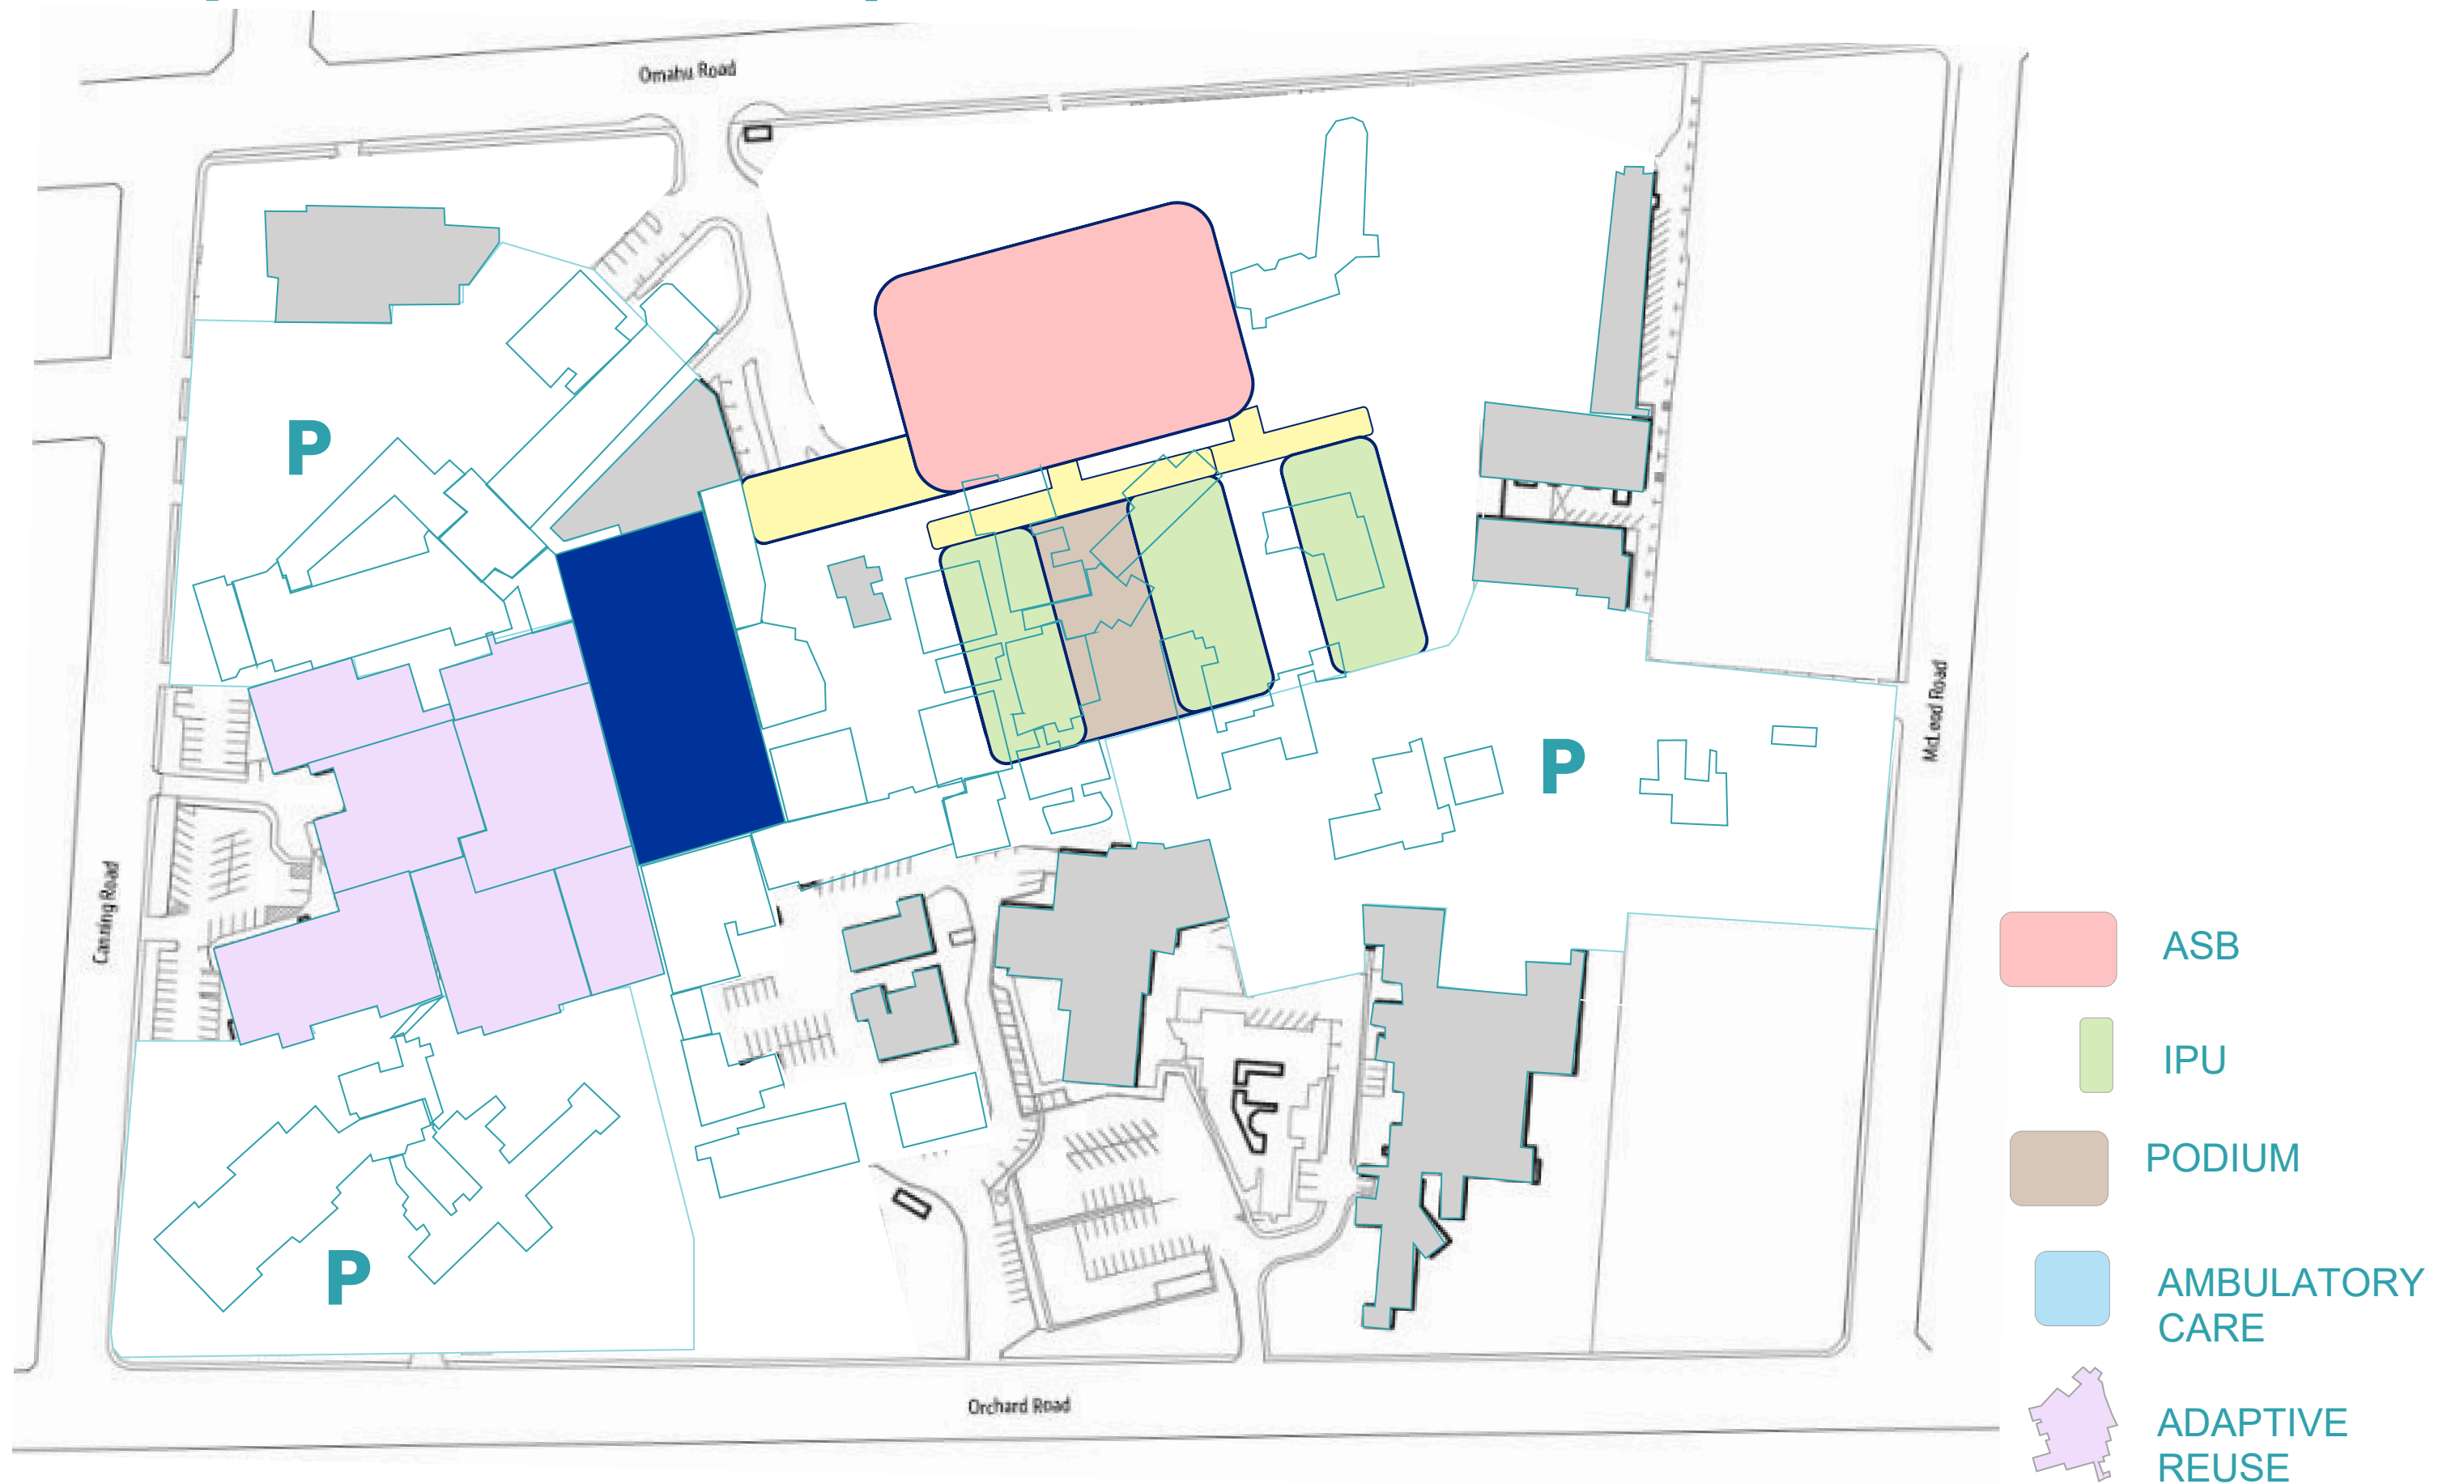 Omahu Road
P
McLeod Road
P
Canning Road
P
Orchard Road
ASB
IPU
PODIUM
AMBULATORY
CARE
ADAPTIVE
REUSE